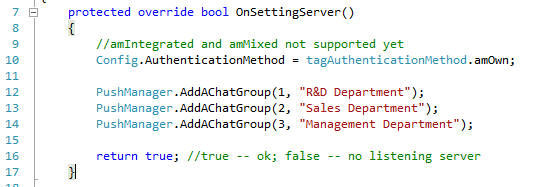 7 protected override bool OnSettingServer()
8 {
9 //amIntegrated and amMixed not supported yet
10 Config.AuthenticationMethod = tagAuthenticationMethod.amOwn;
11
12 PushManager.AddAChatGroup(1, "R&D Department");
13 PushManager.AddAChatGroup(2, "Sales Department");
14 PushManager.AddAChatGroup(3, "Management Department");
15
16 return true; //true -- ok; false -- no listening server
17 }